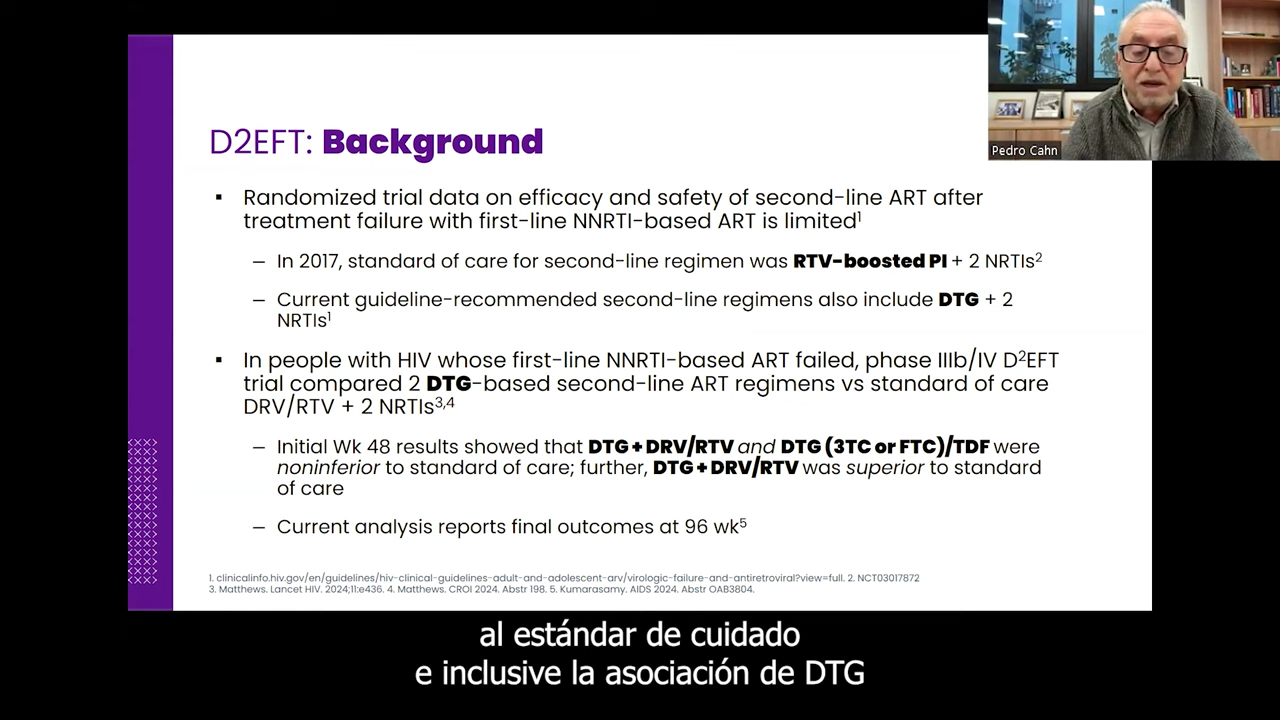 D2EFT: Background
▪ Randomized trial data on efficacy and safety of second-line ART after
treatment failure with first-line NNRTI-based ART is limited¹
– In 2017, standard of care for second-line regimen was RTV-boosted PI + 2 NRTIs²
– Current guideline-recommended second-line regimens also include DTG + 2
NRTIs¹
▪ In people with HIV whose first-line NNRTI-based ART failed, phase IIIb/IV D²EFT
trial compared 2 DTG-based second-line ART regimens vs standard of care
DRV/RTV + 2 NRTIs³,⁴
– Initial Wk 48 results showed that DTG + DRV/RTV and DTG (3TC or FTC)/TDF were
noninferior to standard of care; further, DTG + DRV/RTV was superior to standard
of care
– Current analysis reports final outcomes at 96 wk⁵
1. clinicalinfo.hiv.gov/en/guidelines/hiv-clinical-guidelines-adult-and-adolescent-arv/virologic-failure-and-antiretroviral?view=full. 2. NCT03017872
3. Matthews. Lancet HIV. 2024;11:e436. 4. Matthews. CROI 2024. Abstr 198. 5. Kumarasamy. AIDS 2024. Abstr OAB3804.
Pedro Cahn
al estándar de cuidado
e inclusive la asociación de DTG